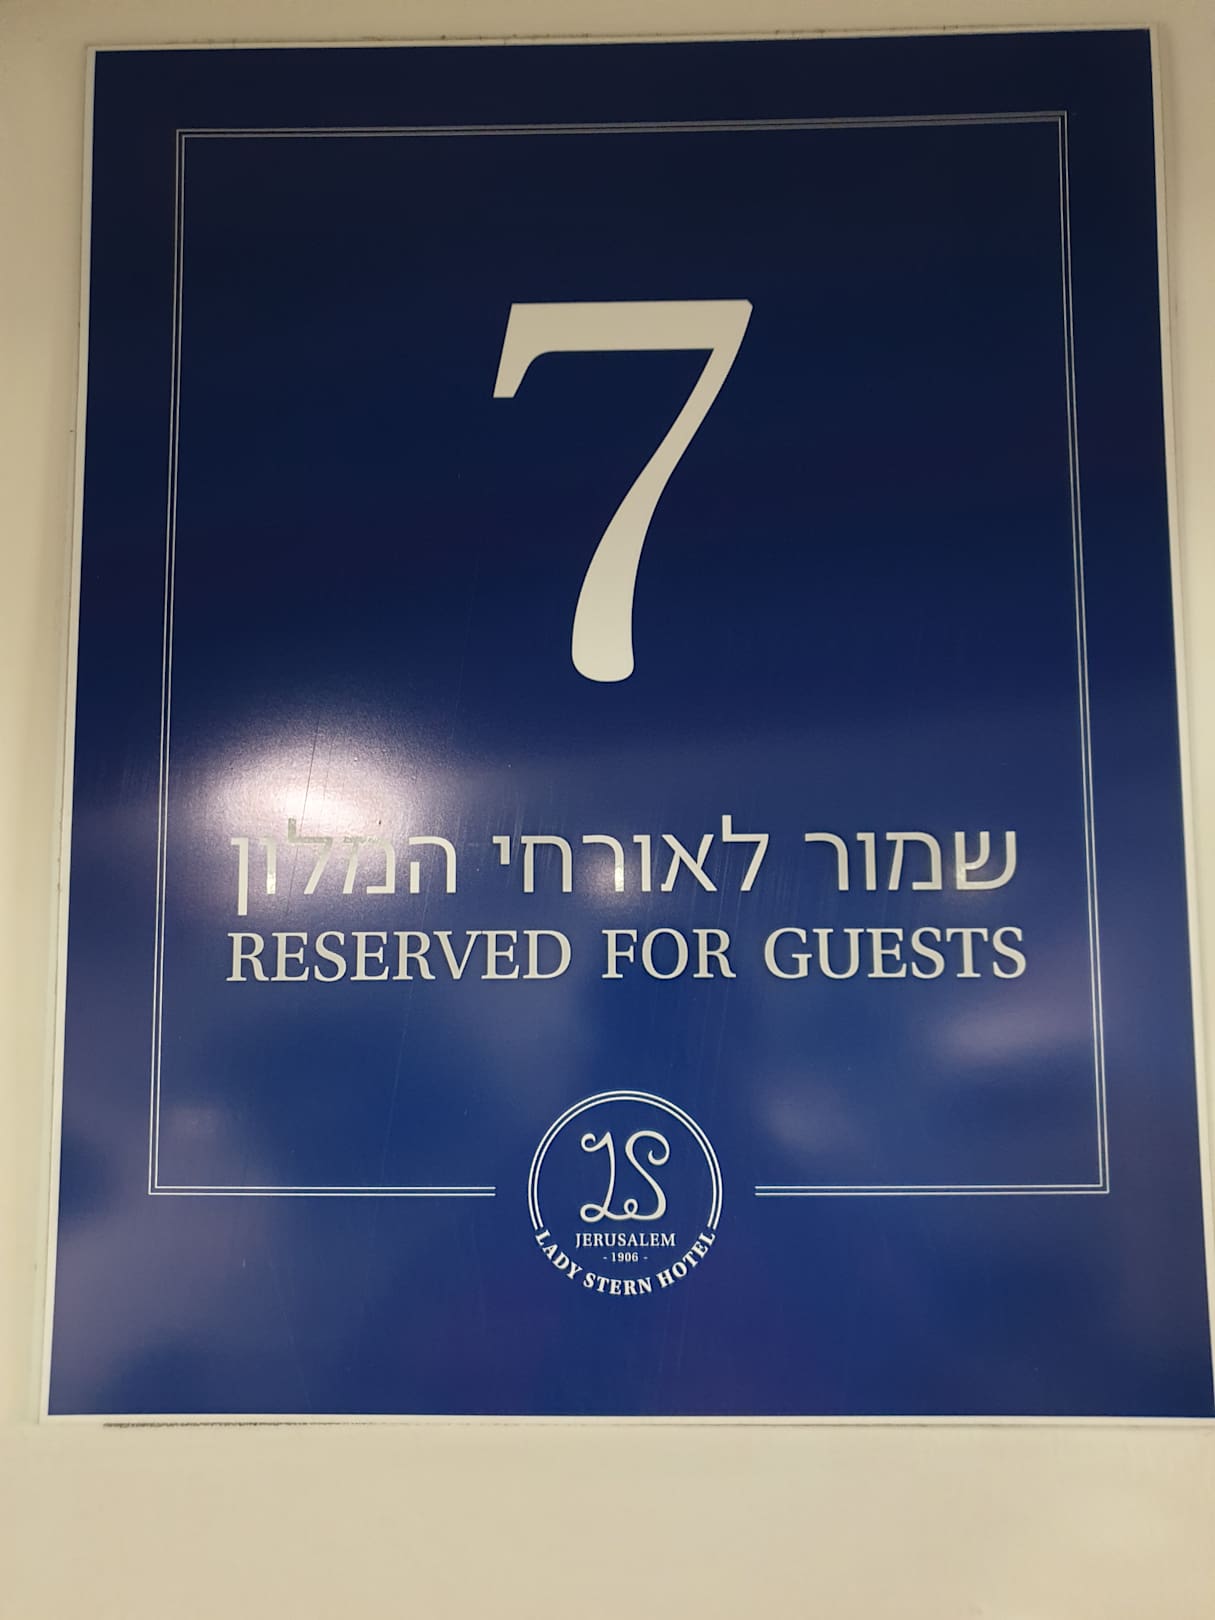 7
שמור לאורחי המלון
RESERVED FOR GUESTS
LS
JERUSALEM
- 1906 -
LADY STERN HOTEL